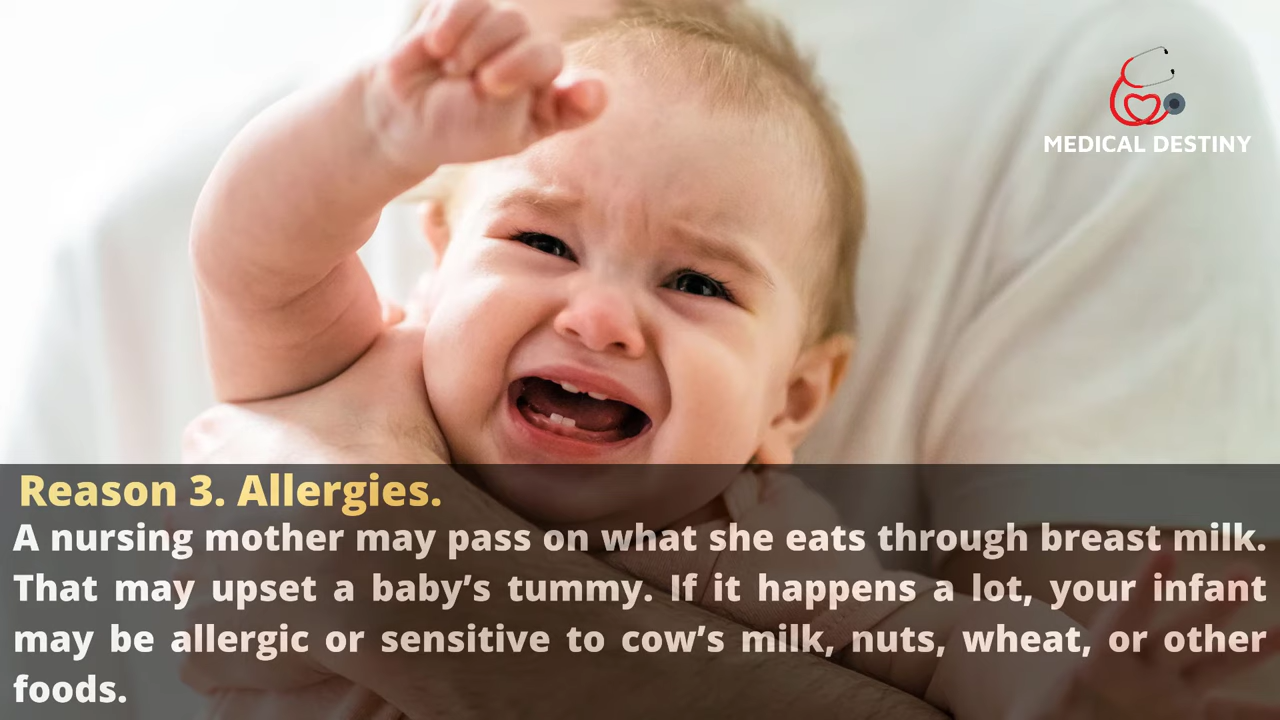 MEDICAL DESTINY
Reason 3. Allergies.
A nursing mother may pass on what she eats through breast milk.
That may upset a baby’s tummy. If it happens a lot, your infant
may be allergic or sensitive to cow’s milk, nuts, wheat, or other
foods.